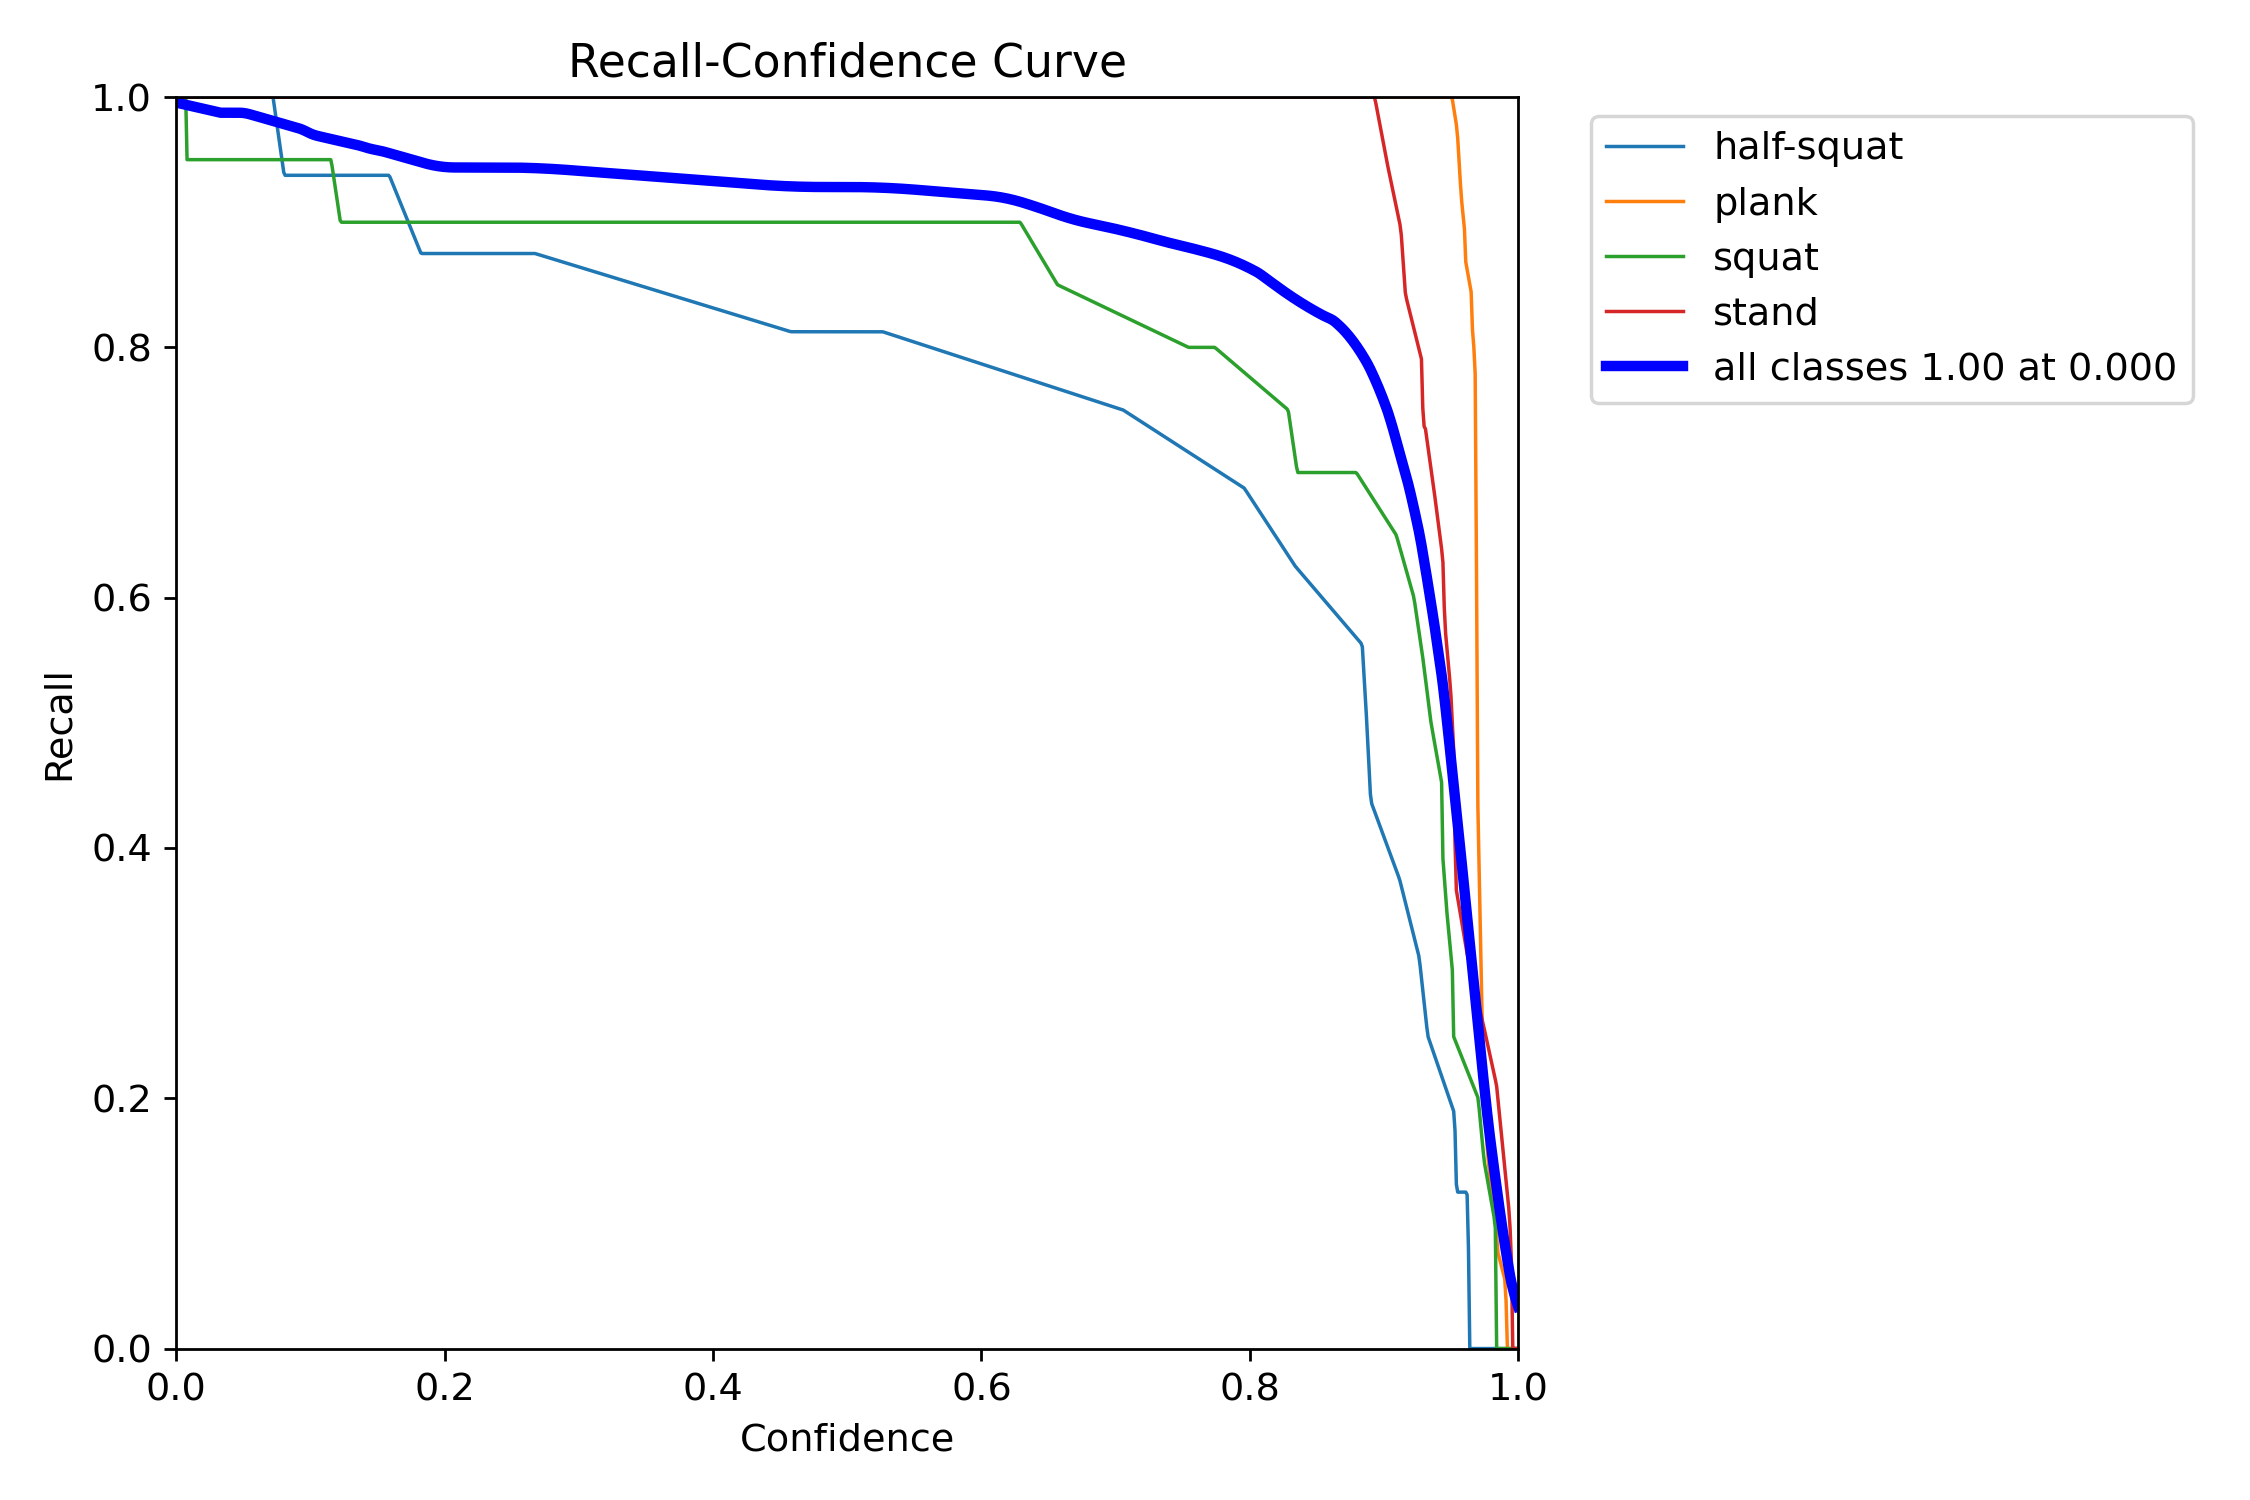 Recall-Confidence Curve
1.0
0.8
0.6
0.4
0.2
0.0
Recall
0.0 0.2 0.4 0.6 0.8 1.0
Confidence
half-squat
plank
squat
stand
all classes 1.00 at 0.000